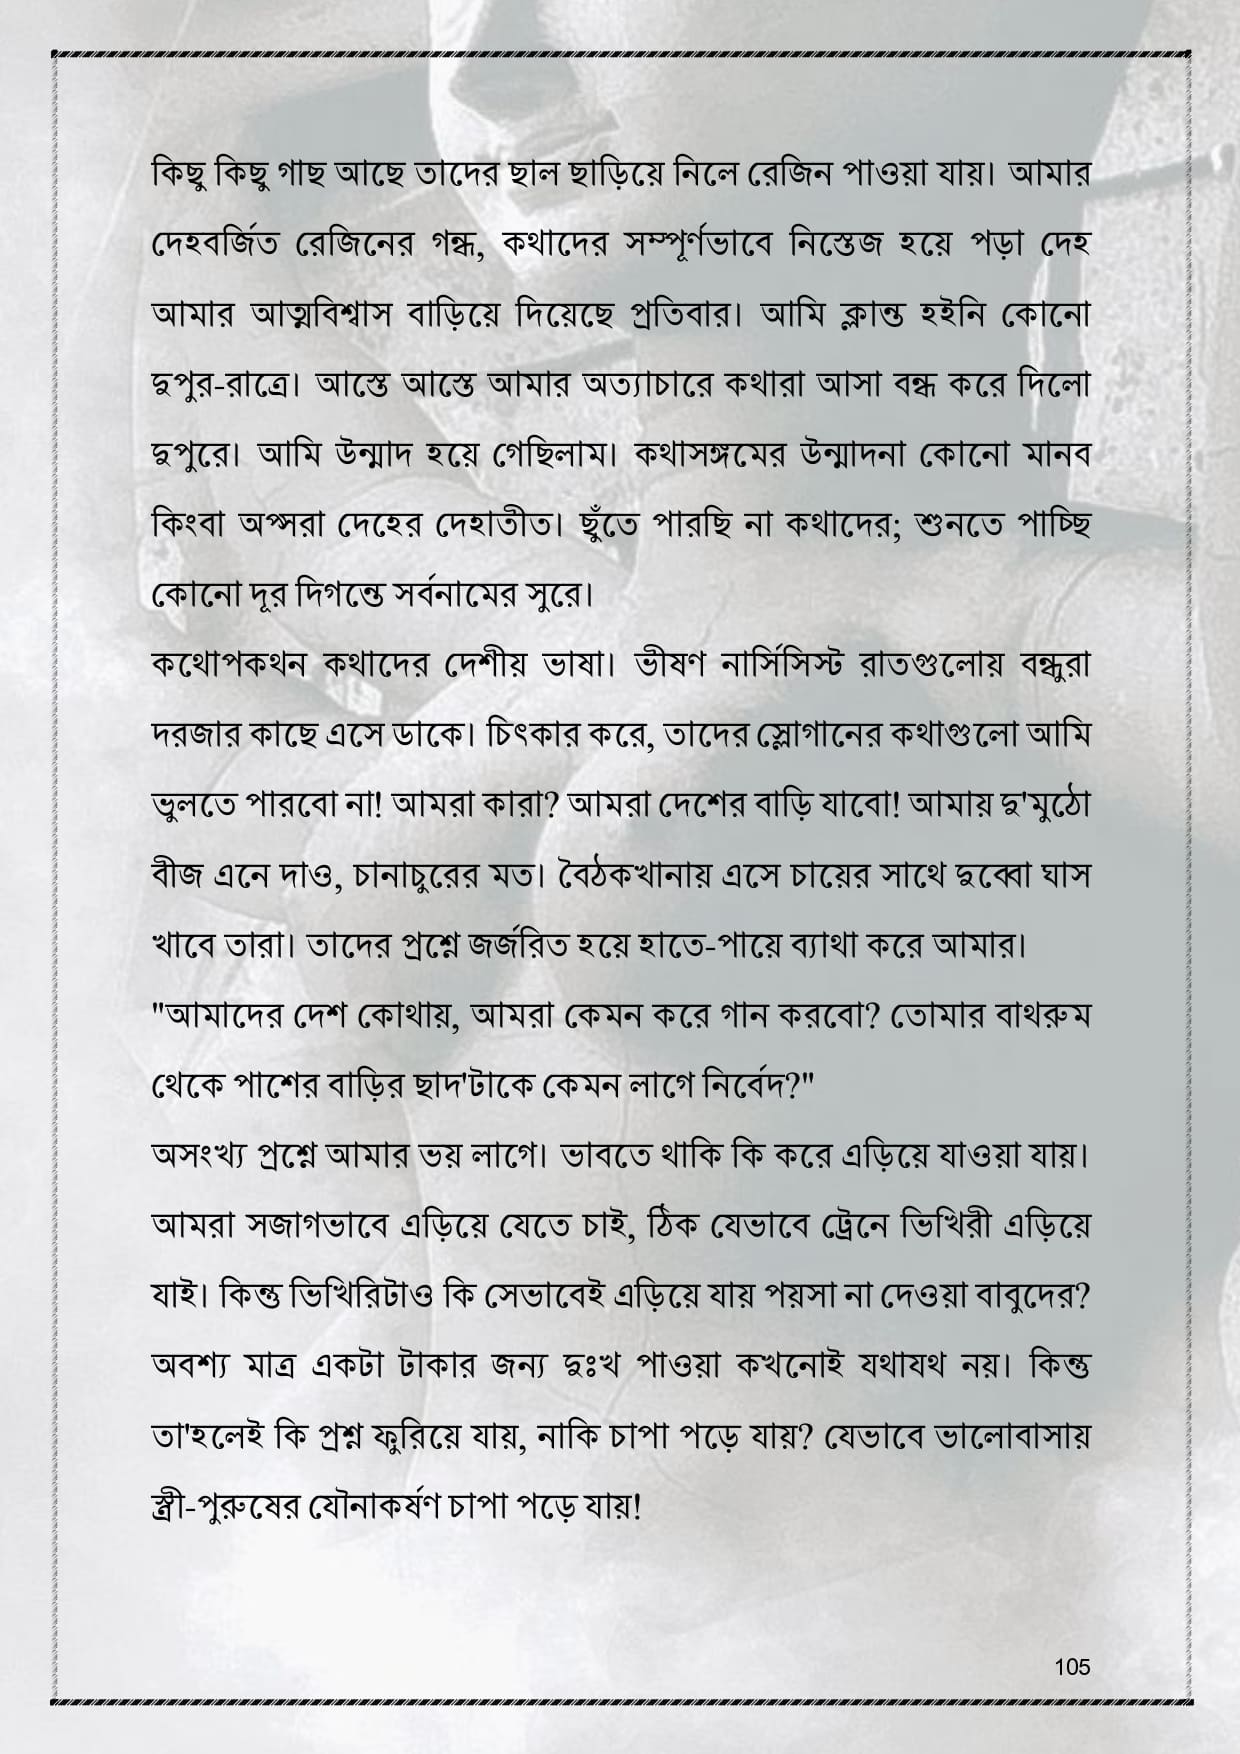 কিছু কিছু গাছ আছে তাদের ছাল ছাড়িয়ে নিলে রেজিন পাওয়া যায়। আমার
দেহবর্জিত রেজিনের গন্ধ, কথাদের সম্পূর্ণভাবে নিস্তেজ হয়ে পড়া দেহ
আমার আত্মবিশ্বাস বাড়িয়ে দিয়েছে প্রতিবার। আমি ক্লান্ত হইনি কোনো
দুপুর-রাত্রে। আস্তে আস্তে আমার অত্যাচারে কথারা আসা বন্ধ করে দিলো
দুপুরে। আমি উন্মাদ হয়ে গেছিলাম। কথাসঙ্গমের উন্মাদনা কোনো মানব
কিংবা অপ্সরা দেহের দেহাতীত। ছুঁতে পারছি না কথাদের; শুনতে পাচ্ছি
কোনো দূর দিগন্তে সর্বনামের সুরে।
কথোপকথন কথাদের দেশীয় ভাষা। ভীষণ নার্সিসিস্ট রাতগুলোয় বন্ধুরা
দরজার কাছে এসে ডাকে। চিৎকার করে, তাদের স্লোগানের কথাগুলো আমি
ভুলতে পারবো না! আমরা কারা? আমরা দেশের বাড়ি যাবো! আমায় দু'মুঠো
বীজ এনে দাও, চানাচুরের মত। বৈঠকখানায় এসে চায়ের সাথে দুব্বো ঘাস
খাবে তারা। তাদের প্রশ্নে জর্জরিত হয়ে হাতে-পায়ে ব্যাথা করে আমার।
"আমাদের দেশ কোথায়, আমরা কেমন করে গান করবো? তোমার বাথরুম
থেকে পাশের বাড়ির ছাদ'টাকে কেমন লাগে নির্বেদ?"
অসংখ্য প্রশ্নে আমার ভয় লাগে। ভাবতে থাকি কি করে এড়িয়ে যাওয়া যায়।
আমরা সজাগভাবে এড়িয়ে যেতে চাই, ঠিক যেভাবে ট্রেনে ভিখিরী এড়িয়ে
যাই। কিন্তু ভিখিরিটাও কি সেভাবেই এড়িয়ে যায় পয়সা না দেওয়া বাবুদের?
অবশ্য মাত্র একটা টাকার জন্য দুঃখ পাওয়া কখনোই যথাযথ নয়। কিন্তু
তা'হলেই কি প্রশ্ন ফুরিয়ে যায়, নাকি চাপা পড়ে যায়? যেভাবে ভালোবাসায়
স্ত্রী-পুরুষের যৌনাকর্ষণ চাপা পড়ে যায়!
105